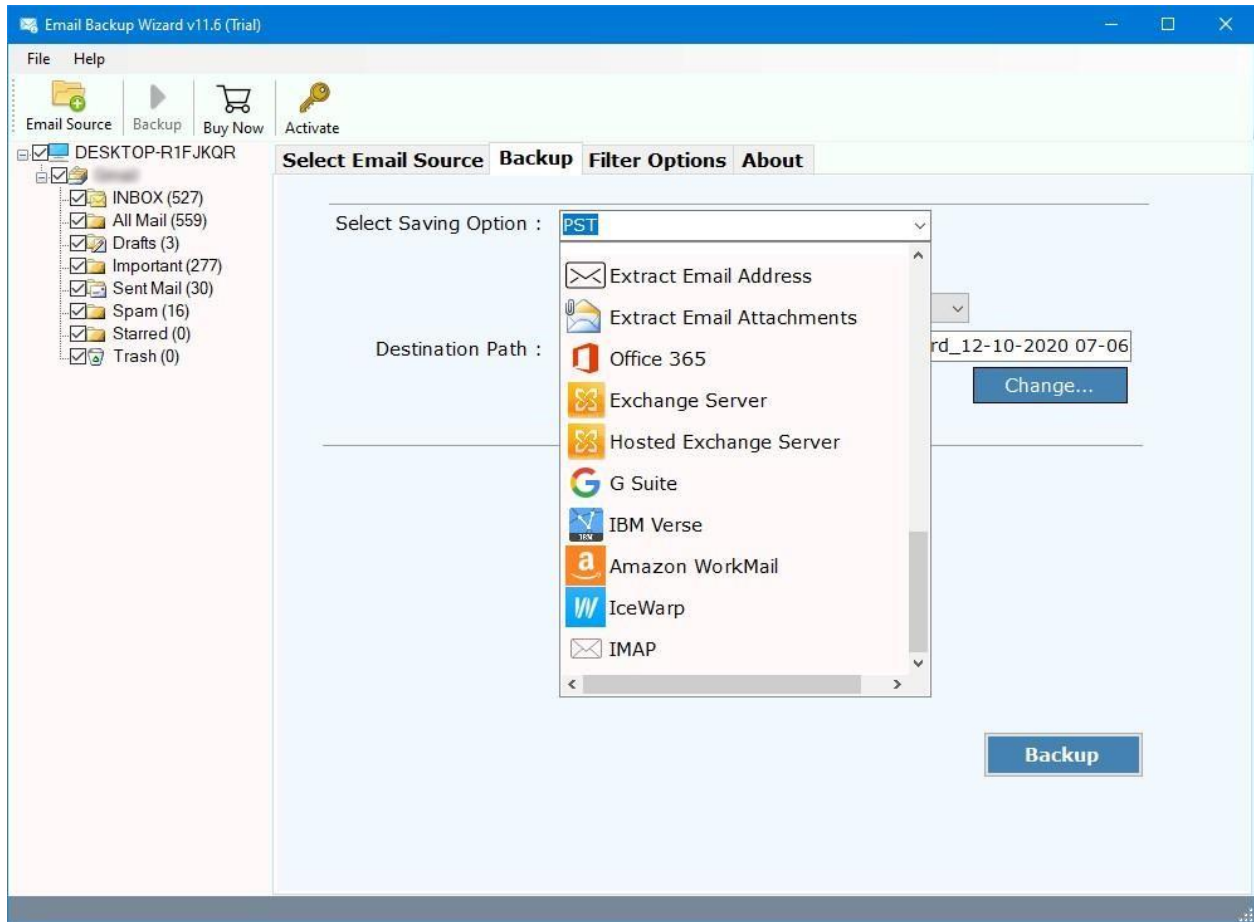 Email Backup Wizard v11.6 (Trial)
File Help
Email Source Backup Buy Now Activate
DESKTOP-R1FJKQR
INBOX (527)
All Mail (559)
Drafts (3)
Important (277)
Sent Mail (30)
Spam (16)
Starred (0)
Trash (0)
Select Email Source Backup Filter Options About
Select Saving Option : PST
Extract Email Address
Extract Email Attachments
Destination Path : rd_12-10-2020 07-06
Office 365
Change...
Exchange Server
Hosted Exchange Server
G Suite
IBM Verse
Amazon WorkMail
IceWarp
IMAP
Backup